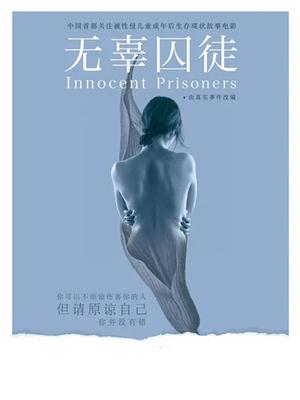 中国首部关注被性侵儿童成年后生存现状故事电影
无辜囚徒
Innocent Prisoners
•由真实事件改编
你可以不原谅伤害你的人
但请原谅自己
你并没有错